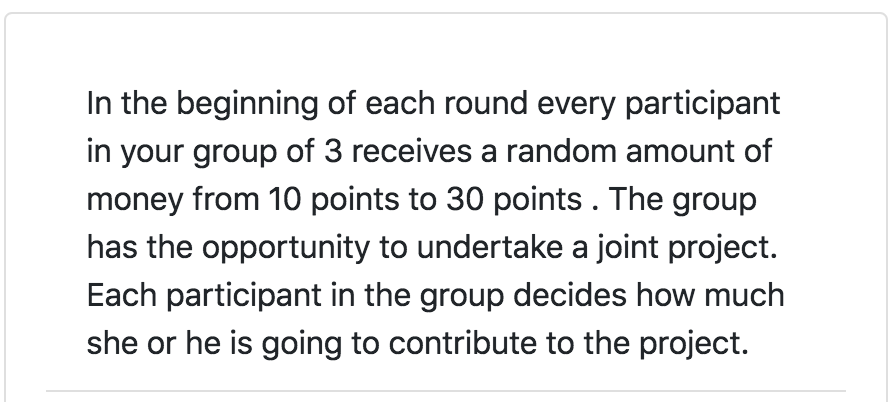 In the beginning of each round every participant
in your group of 3 receives a random amount of
money from 10 points to 30 points . The group
has the opportunity to undertake a joint project.
Each participant in the group decides how much
she or he is going to contribute to the project.